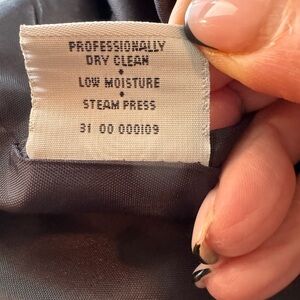 PROFESSIONALLY
DRY CLEAN
•
LOW MOISTURE
•
STEAM PRESS
31 00 000109